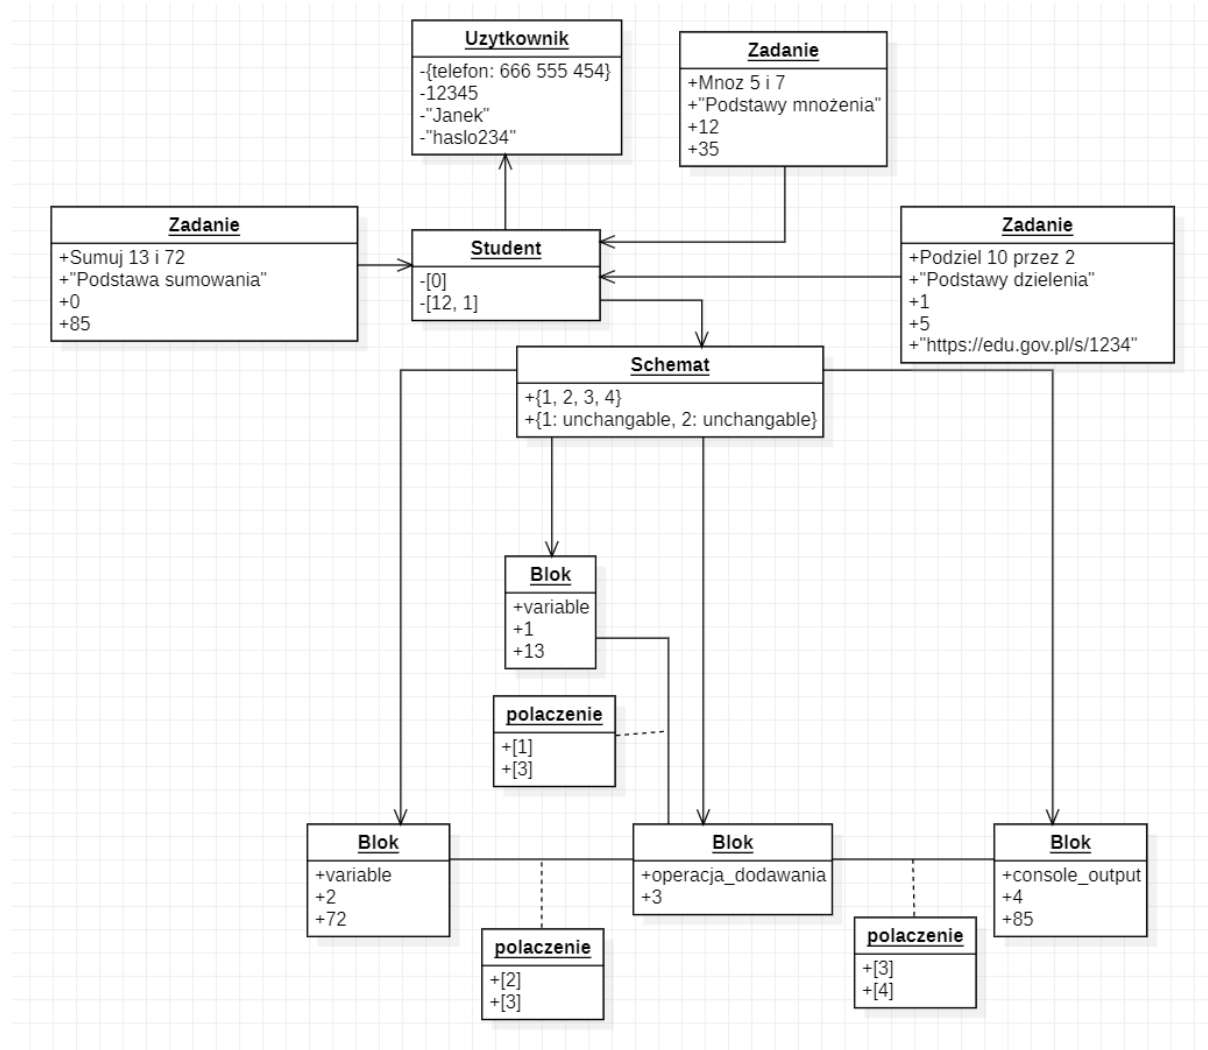 Uzytkownik
-{telefon: 666 555 454}
-12345
-"Janek"
-"haslo234"
Zadanie
+Mnoz 5 i 7
+"Podstawy mnożenia"
+12
+35
Zadanie
+Sumuj 13 i 72
+"Podstawa sumowania"
+0
+85
Student
-[0]
-[12, 1]
Zadanie
+Podziel 10 przez 2
+"Podstawy dzielenia"
+1
+5
+"https://edu.gov.pl/s/1234"
Schemat
+{1, 2, 3, 4}
+{1: unchangable, 2: unchangable}
Blok
+variable
+1
+13
polaczenie
+[1]
+[3]
Blok
+variable
+2
+72
Blok
+operacja_dodawania
+3
Blok
+console_output
+4
+85
polaczenie
+[2]
+[3]
polaczenie
+[3]
+[4]